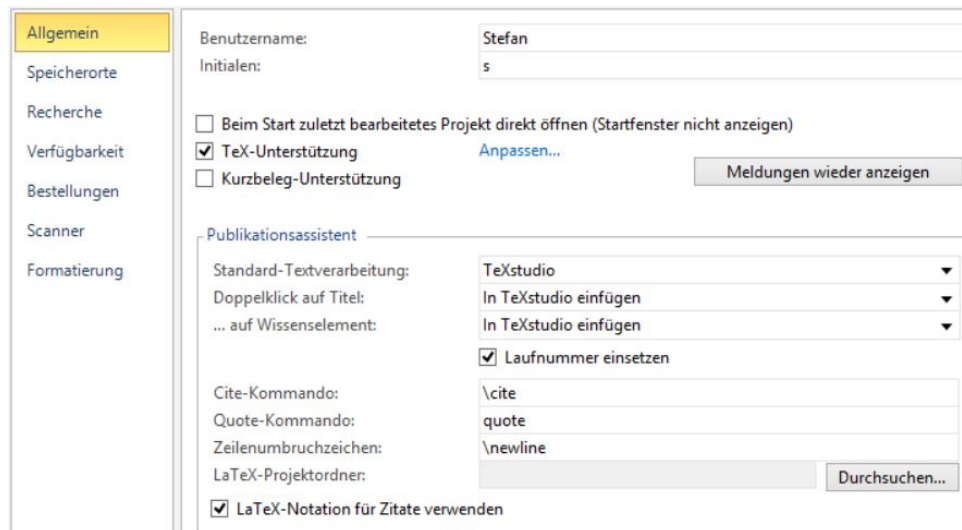 Allgemein
Speicherorte
Recherche
Verfügbarkeit
Bestellungen
Scanner
Formatierung
Benutzername: Stefan
Initialen: s
Beim Start zuletzt bearbeitetes Projekt direkt öffnen (Startfenster nicht anzeigen)
TeX-Unterstützung Anpassen...
Kurzbeleg-Unterstützung Meldungen wieder anzeigen
Publikationsassistent
Standard-Textverarbeitung: TeXstudio
Doppelklick auf Titel: In TeXstudio einfügen
... auf Wissenselement: In TeXstudio einfügen
Laufnummer einsetzen
Cite-Kommando: \cite
Quote-Kommando: quote
Zeilenumbruchzeichen: \newline
LaTeX-Projektordner: Durchsuchen...
LaTeX-Notation für Zitate verwenden